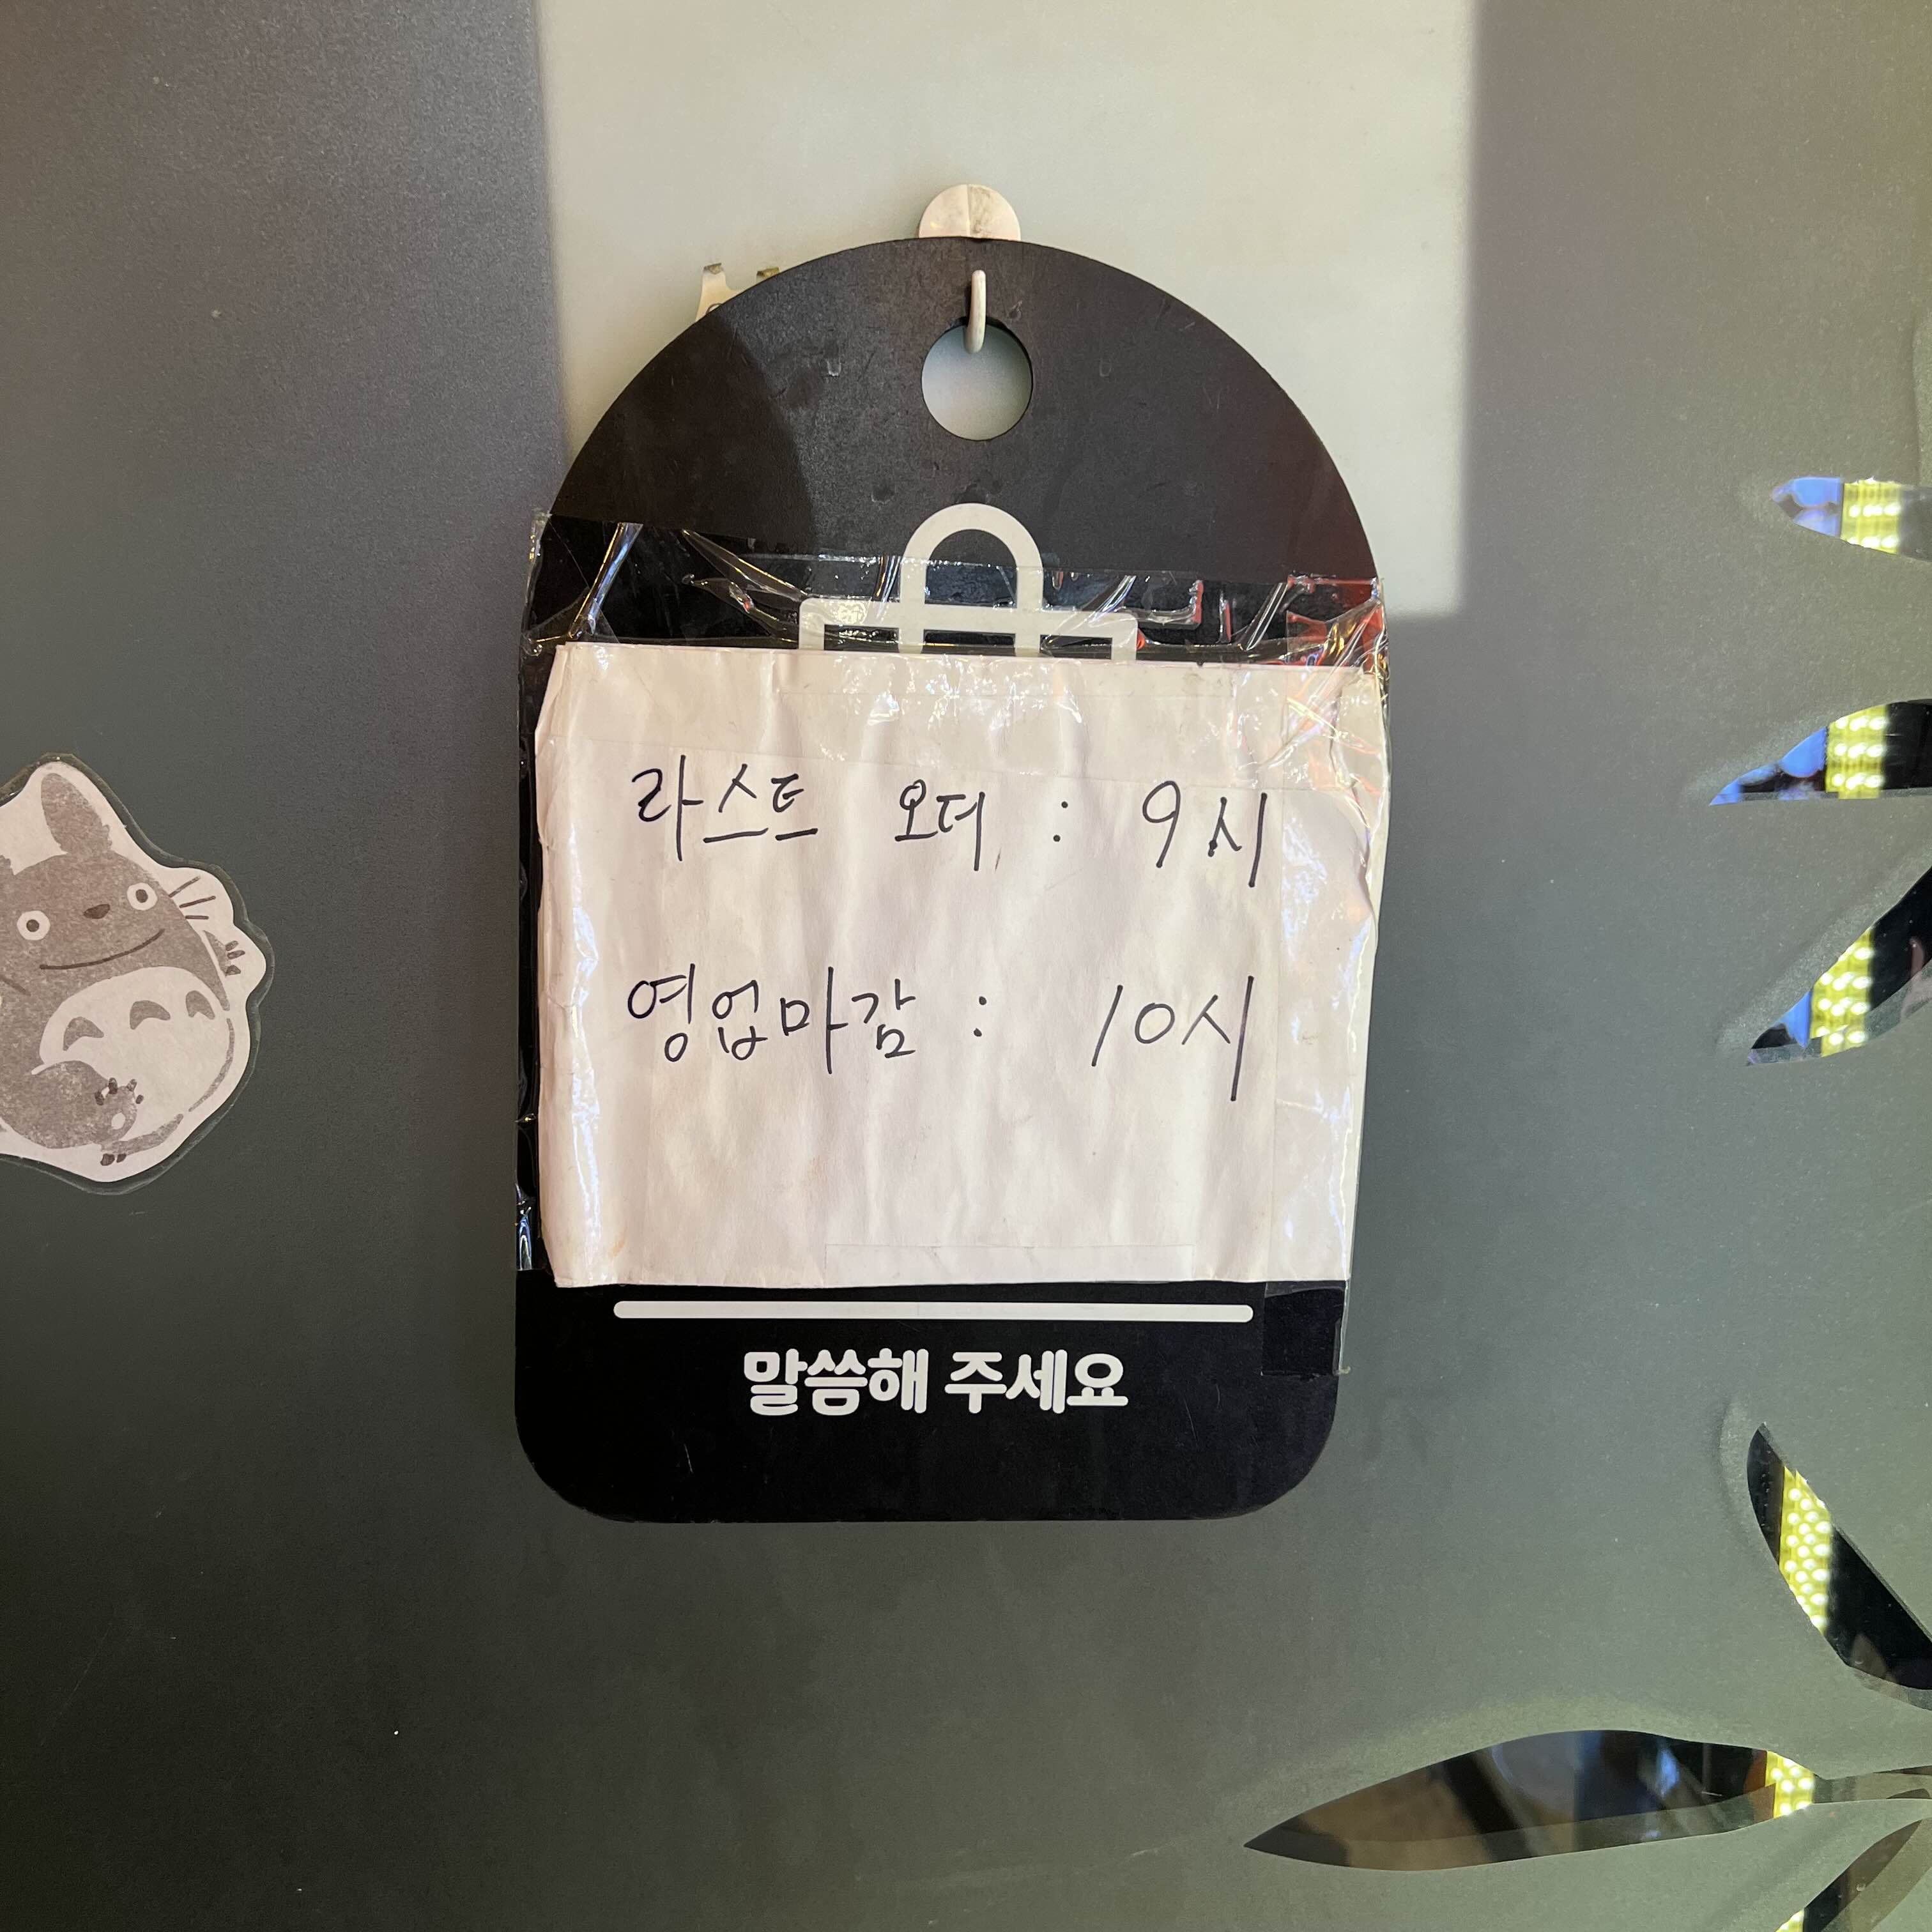 라스트 오더 : 9시
영업마감 : 10시
말씀해 주세요